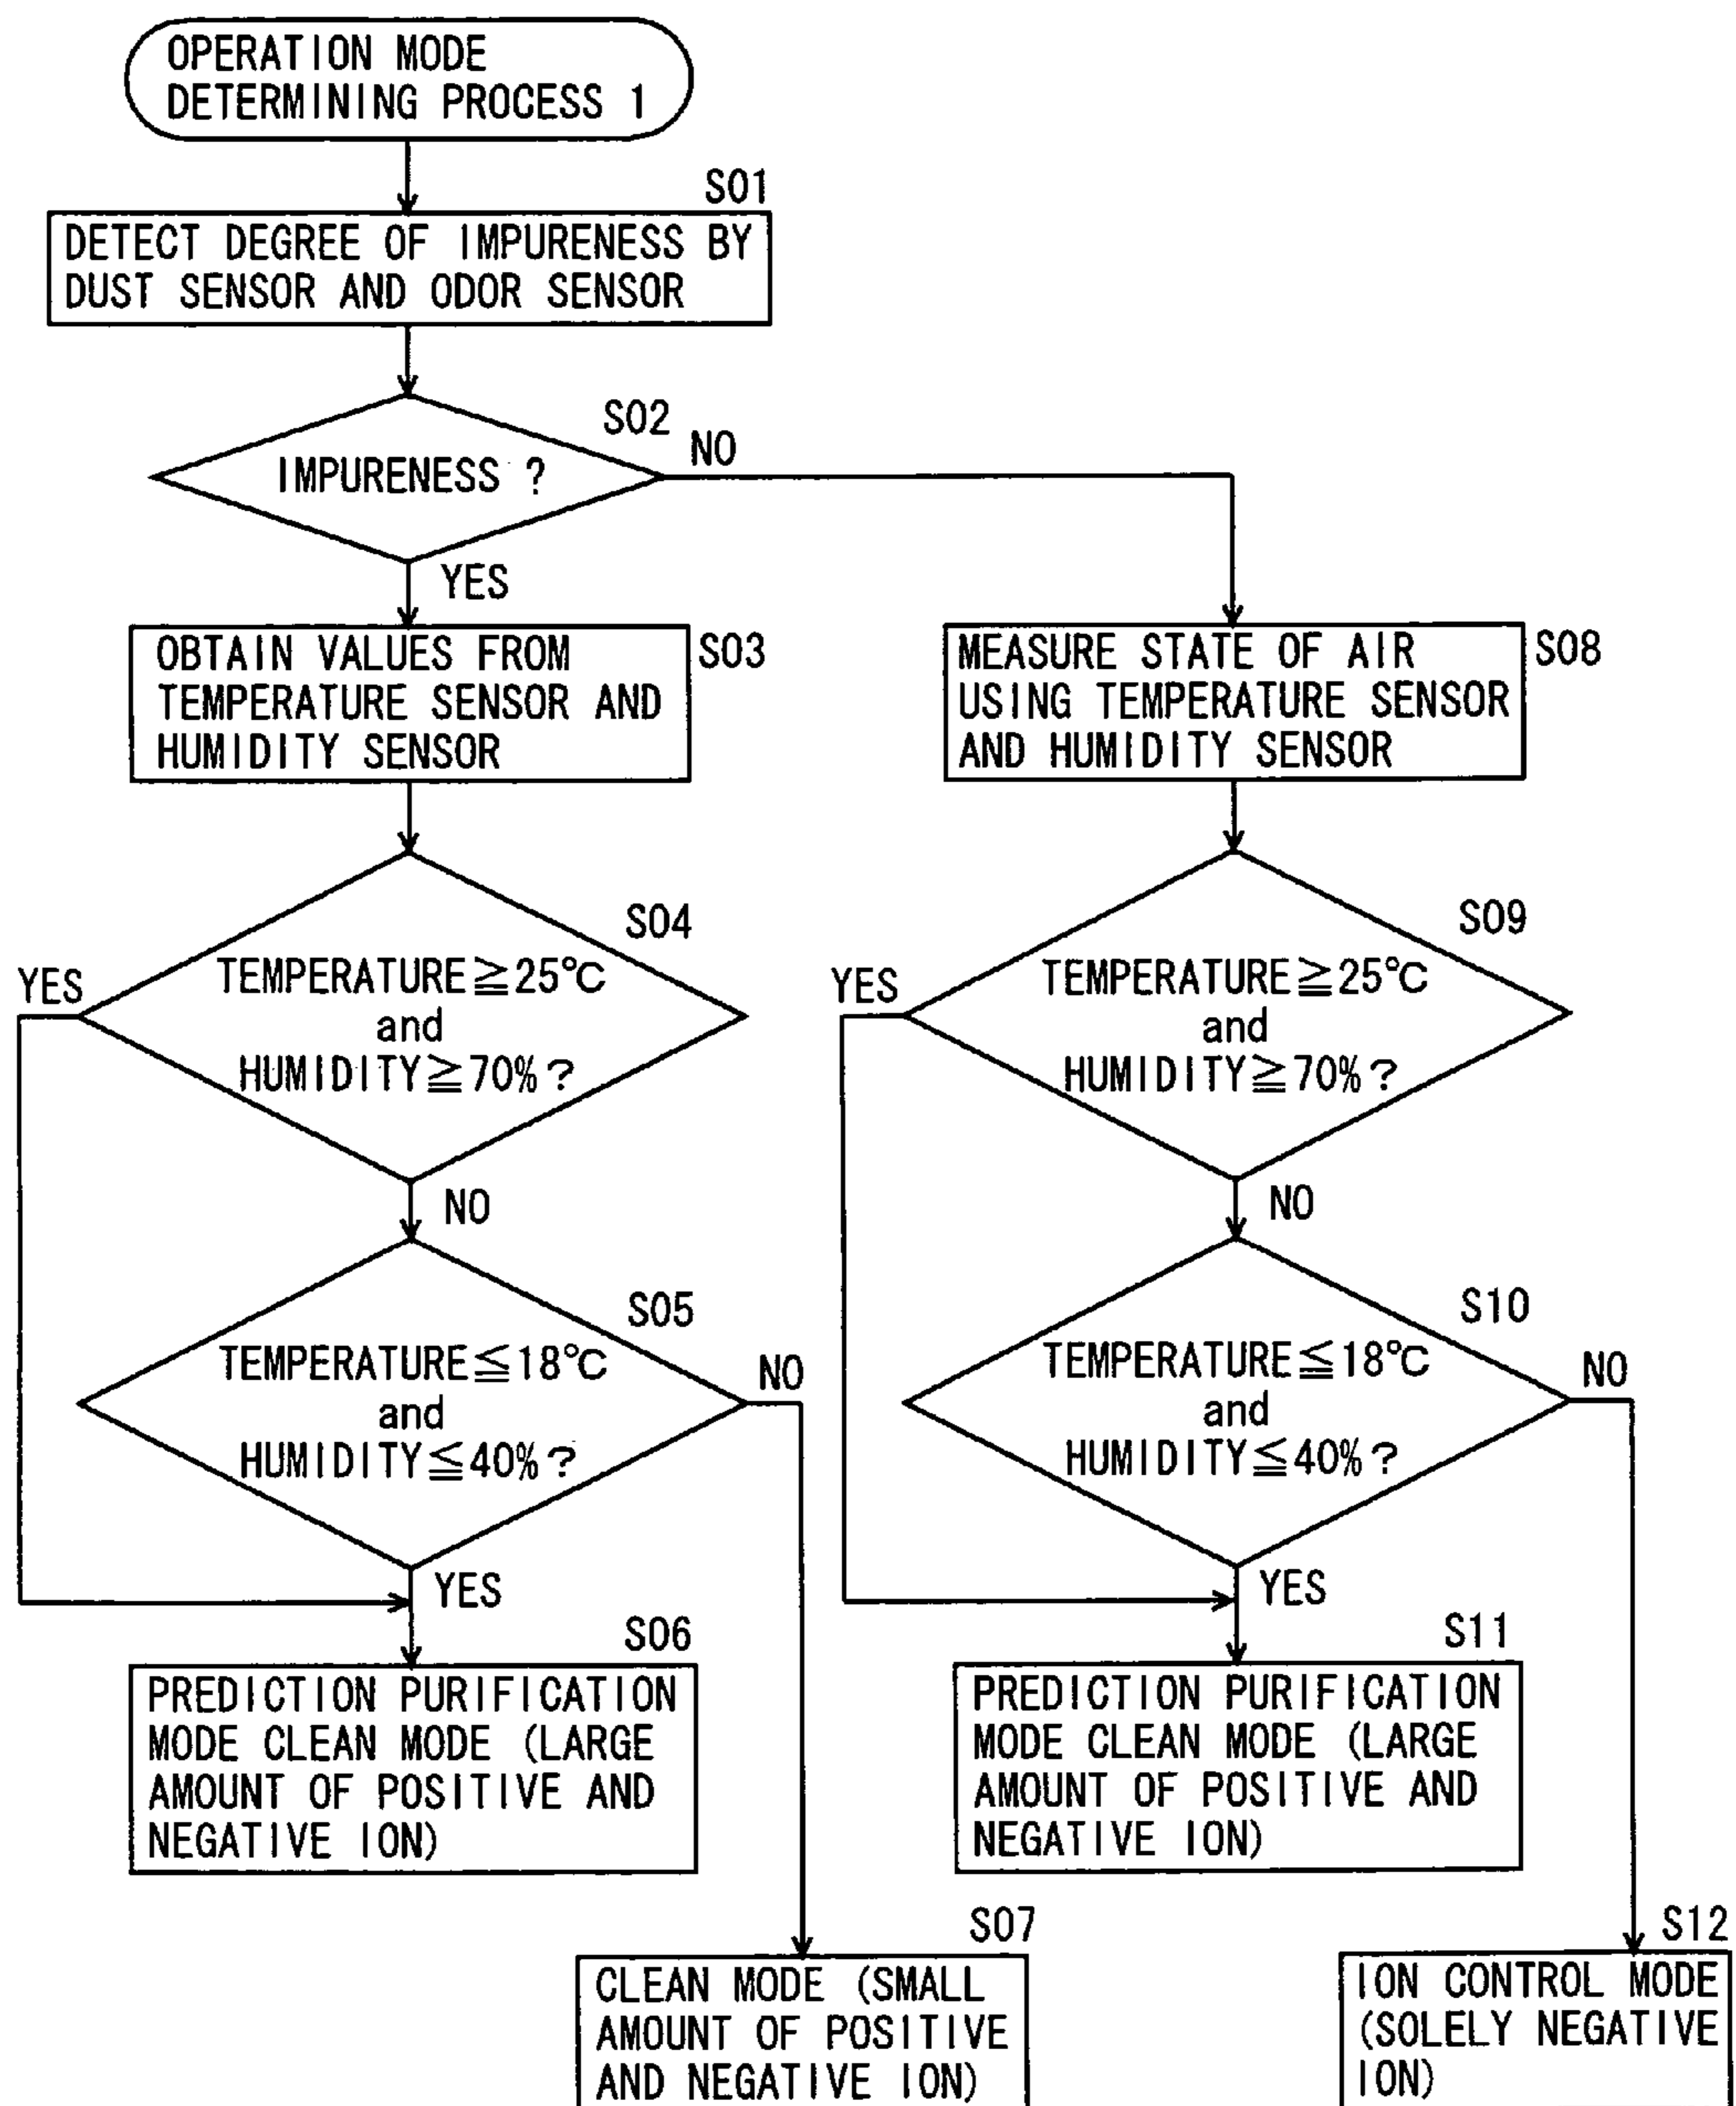 OPERATION MODE
DETERMINING PROCESS 1
S01
DETECT DEGREE OF IMPURENESS BY
DUST SENSOR AND ODOR SENSOR
S02
IMPURENESS ?
NO
YES
OBTAIN VALUES FROM
TEMPERATURE SENSOR AND
HUMIDITY SENSOR
S03
MEASURE STATE OF AIR
USING TEMPERATURE SENSOR
AND HUMIDITY SENSOR
S08
S04
YES
TEMPERATURE≧25℃
and
HUMIDITY≧70%?
NO
S09
YES
TEMPERATURE≧25℃
and
HUMIDITY≧70%?
NO
S05
TEMPERATURE≦18℃
and
HUMIDITY≦40%?
NO
YES
S10
TEMPERATURE≦18℃
and
HUMIDITY≦40%?
NO
YES
S06
PREDICTION PURIFICATION
MODE CLEAN MODE (LARGE
AMOUNT OF POSITIVE AND
NEGATIVE ION)
S11
PREDICTION PURIFICATION
MODE CLEAN MODE (LARGE
AMOUNT OF POSITIVE AND
NEGATIVE ION)
S07
CLEAN MODE (SMALL
AMOUNT OF POSITIVE
AND NEGATIVE ION)
S12
ION CONTROL MODE
(SOLELY NEGATIVE
ION)